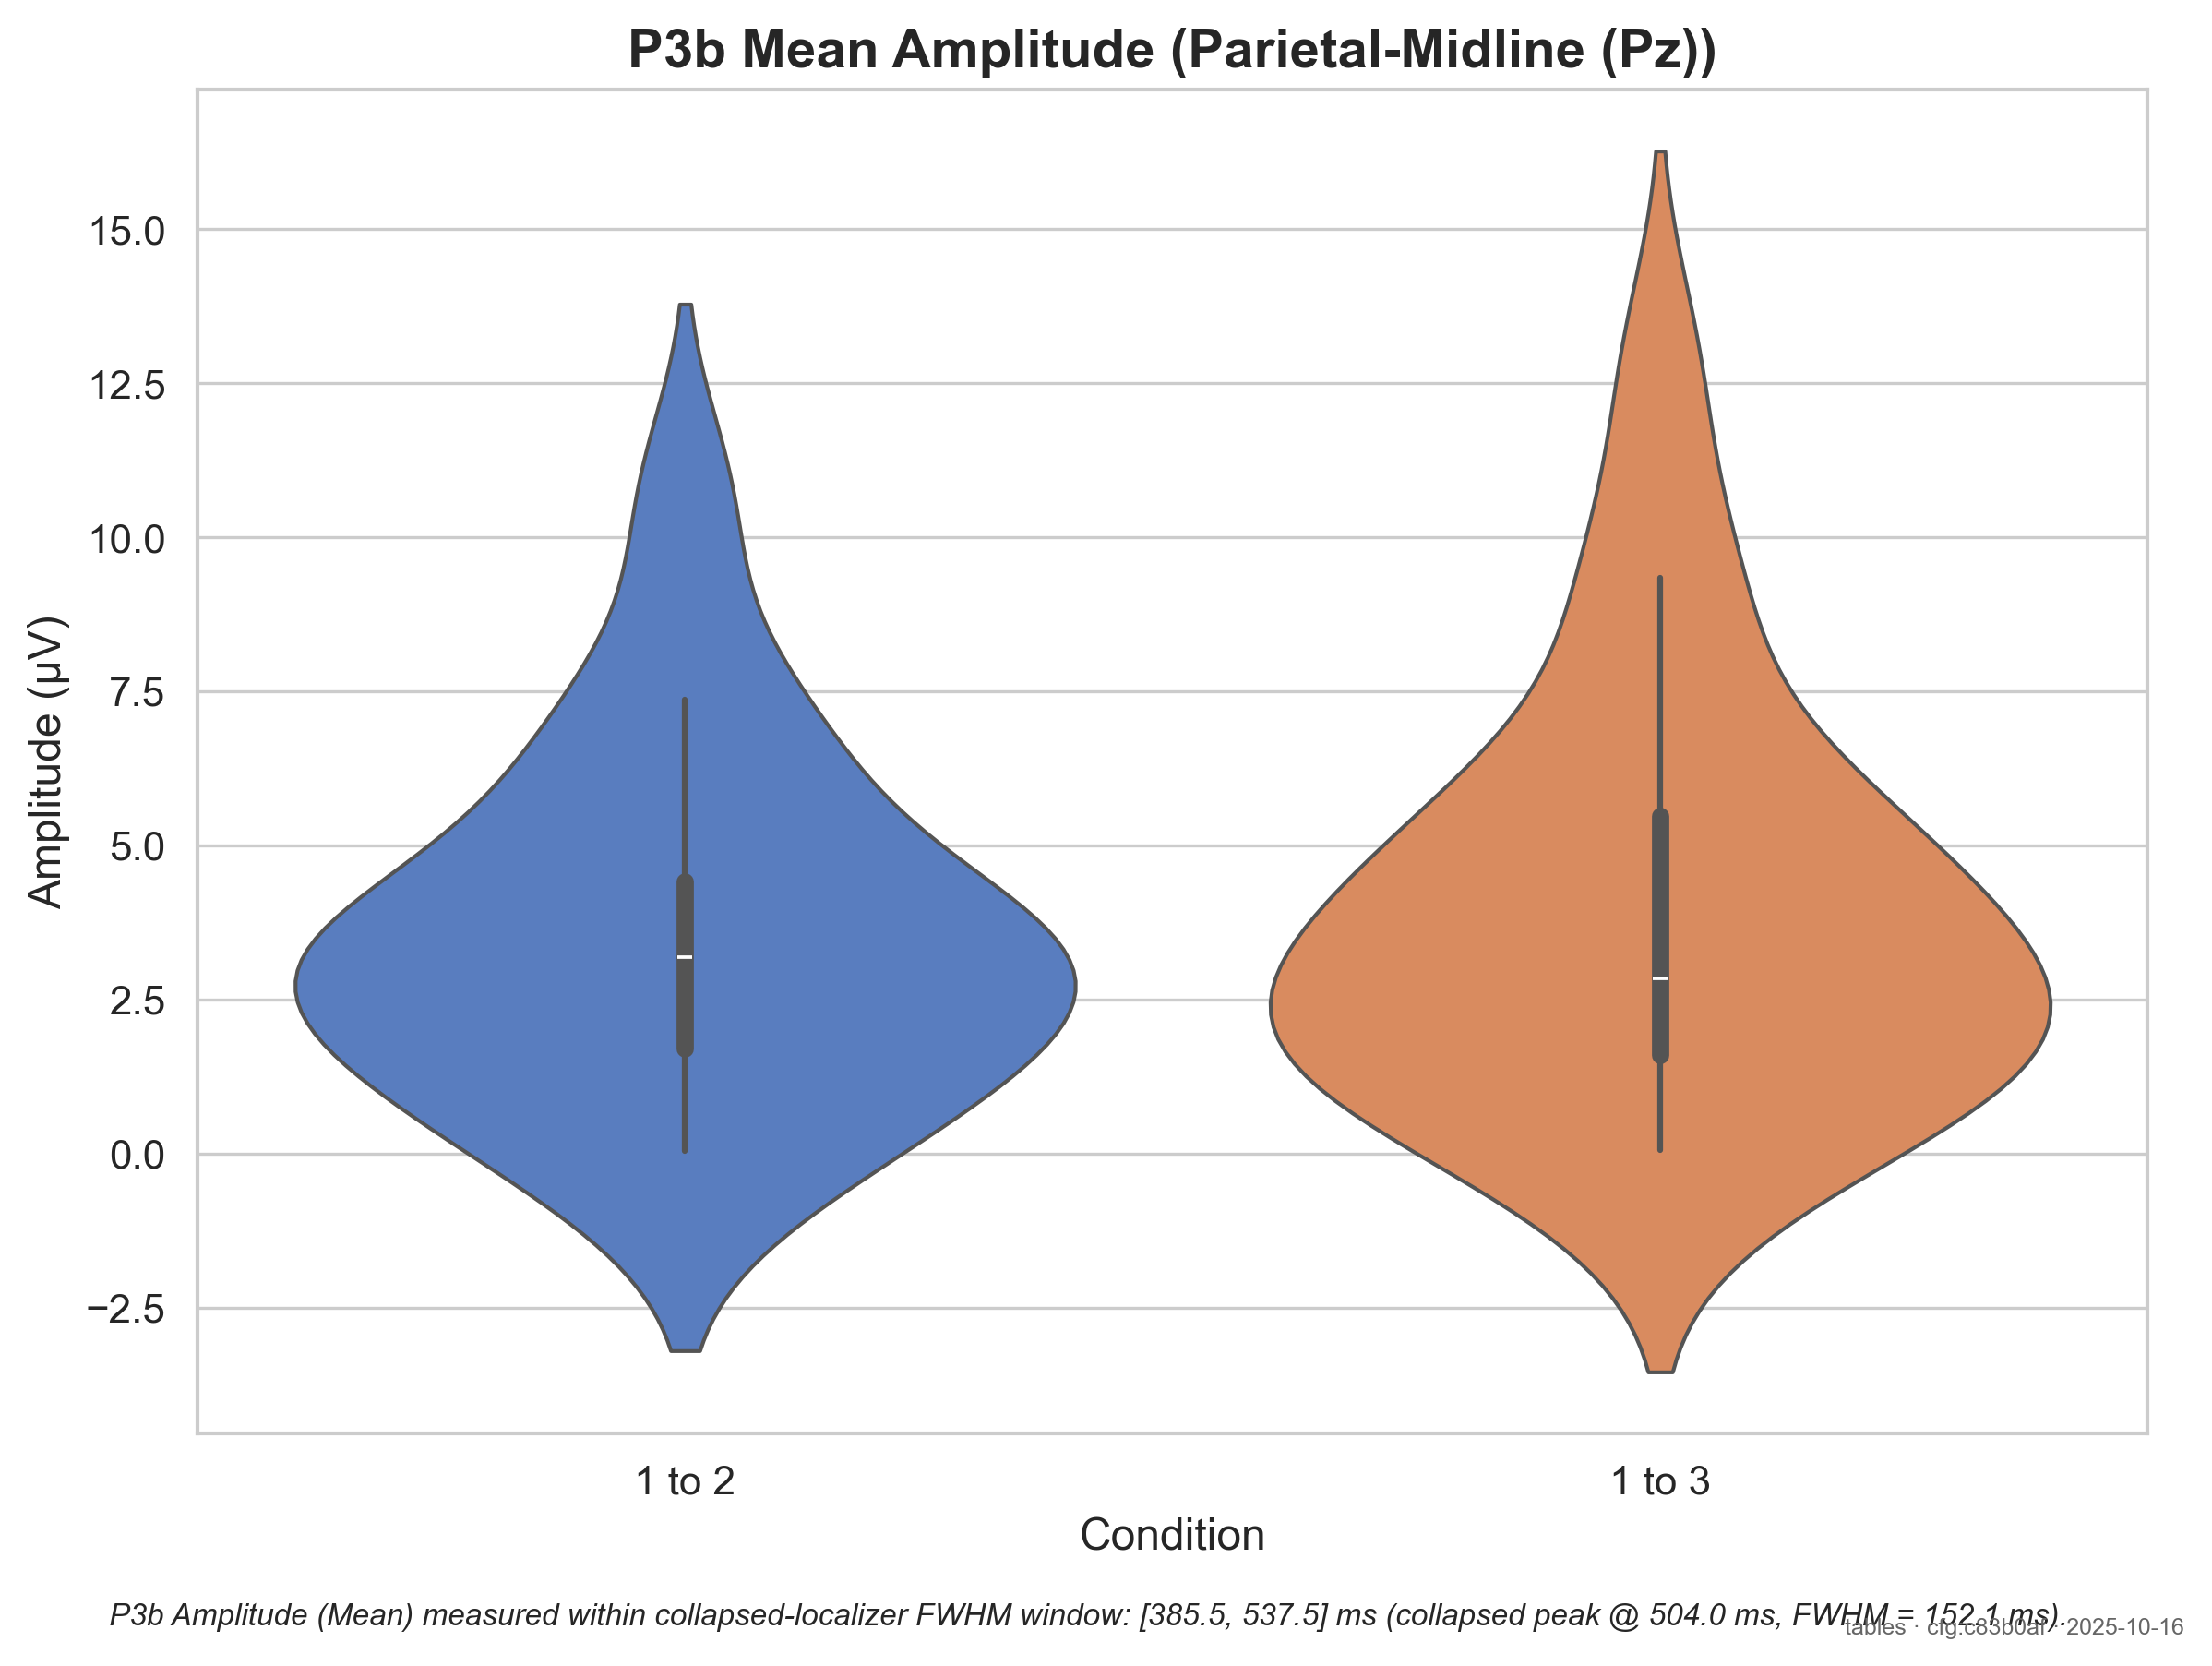 P3b Mean Amplitude (Parietal-Midline (Pz))
Amplitude (µV)
15.0
12.5
10.0
7.5
5.0
2.5
0.0
−2.5
1 to 2
1 to 3
Condition
P3b Amplitude (Mean) measured within collapsed-localizer FWHM window: [385.5, 537.5] ms (collapsed peak @ 504.0 ms, FWHM = 152.1 ms).
tables · cfg:c83b0af · 2025-10-16